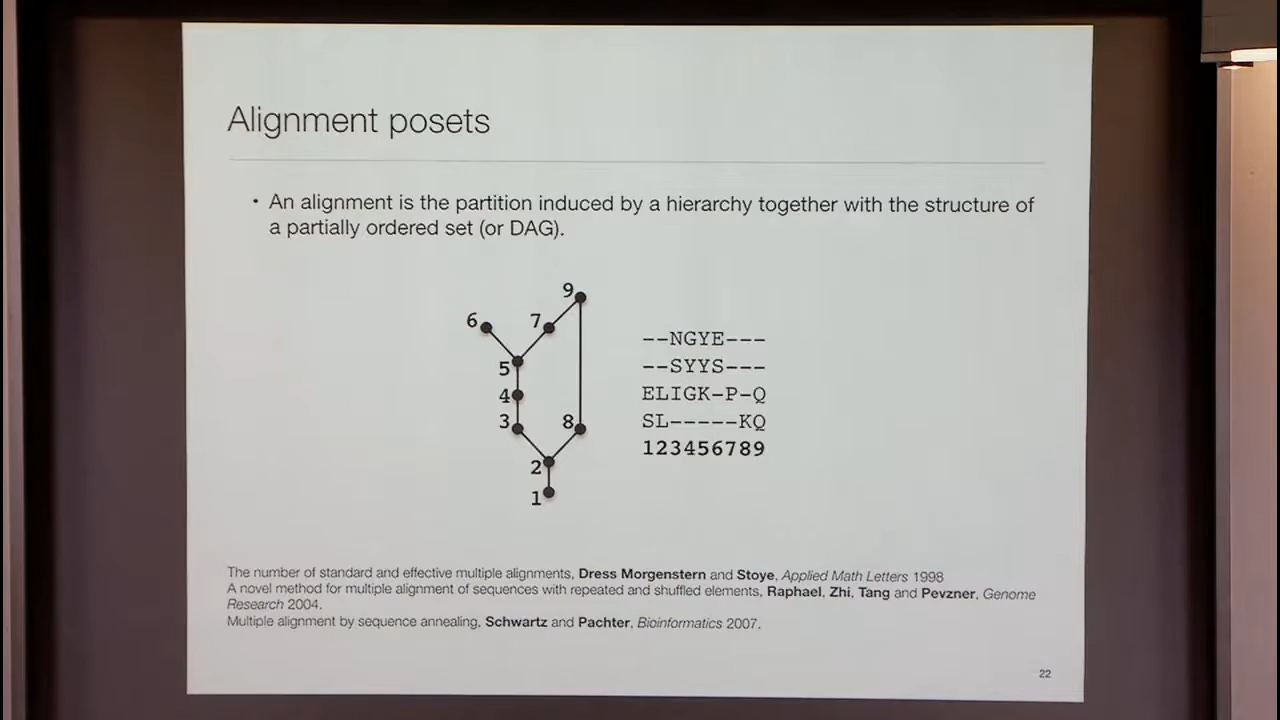 Alignment posets
• An alignment is the partition induced by a hierarchy together with the structure of
a partially ordered set (or DAG).
9
6
7
5
4
3
8
2
1
--NGYE---
--SYYS---
ELIGK-P-Q
SL-----KQ
123456789
The number of standard and effective multiple alignments, Dress Morgenstern and Stoye, Applied Math Letters 1998
A novel method for multiple alignment of sequences with repeated and shuffled elements, Raphael, Zhi, Tang and Pevzner, Genome
Research 2004.
Multiple alignment by sequence annealing, Schwartz and Pachter, Bioinformatics 2007.
22